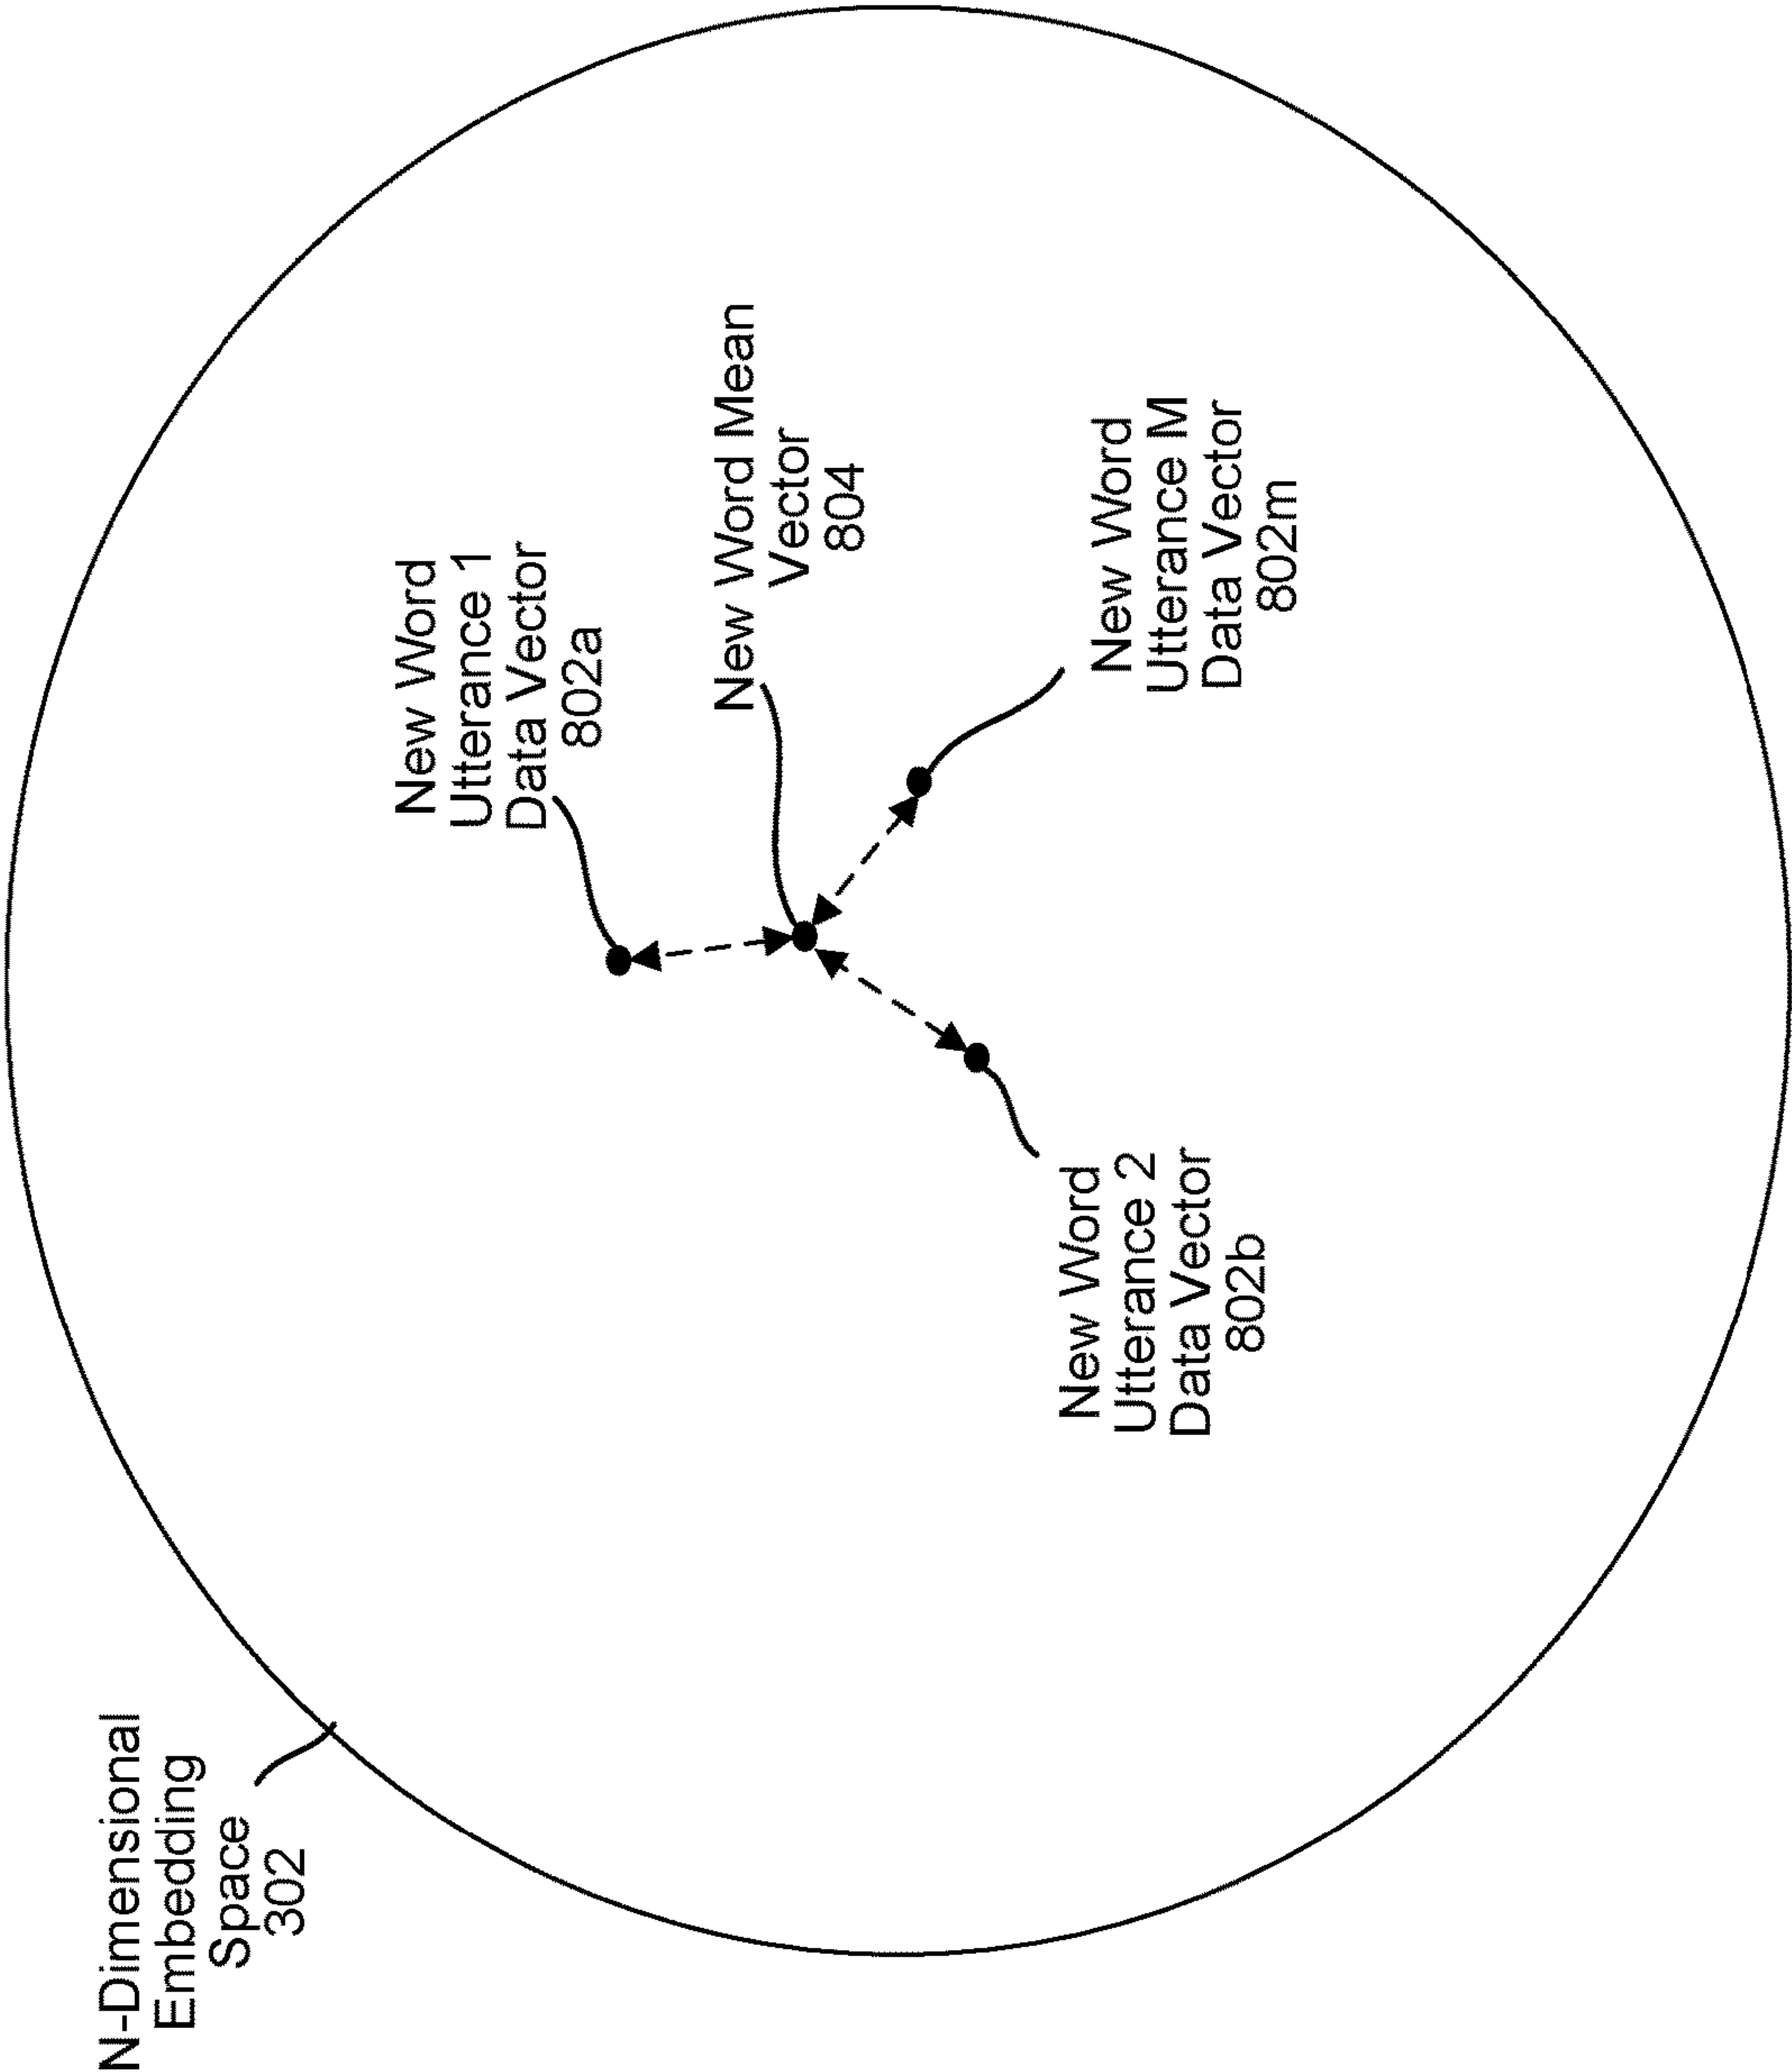 N-Dimensional
Embedding
Space
302
New Word
Utterance 1
Data Vector
802a
New Word Mean
Vector
804
New Word
Utterance 2
Data Vector
802b
New Word
Utterance M
Data Vector
802m